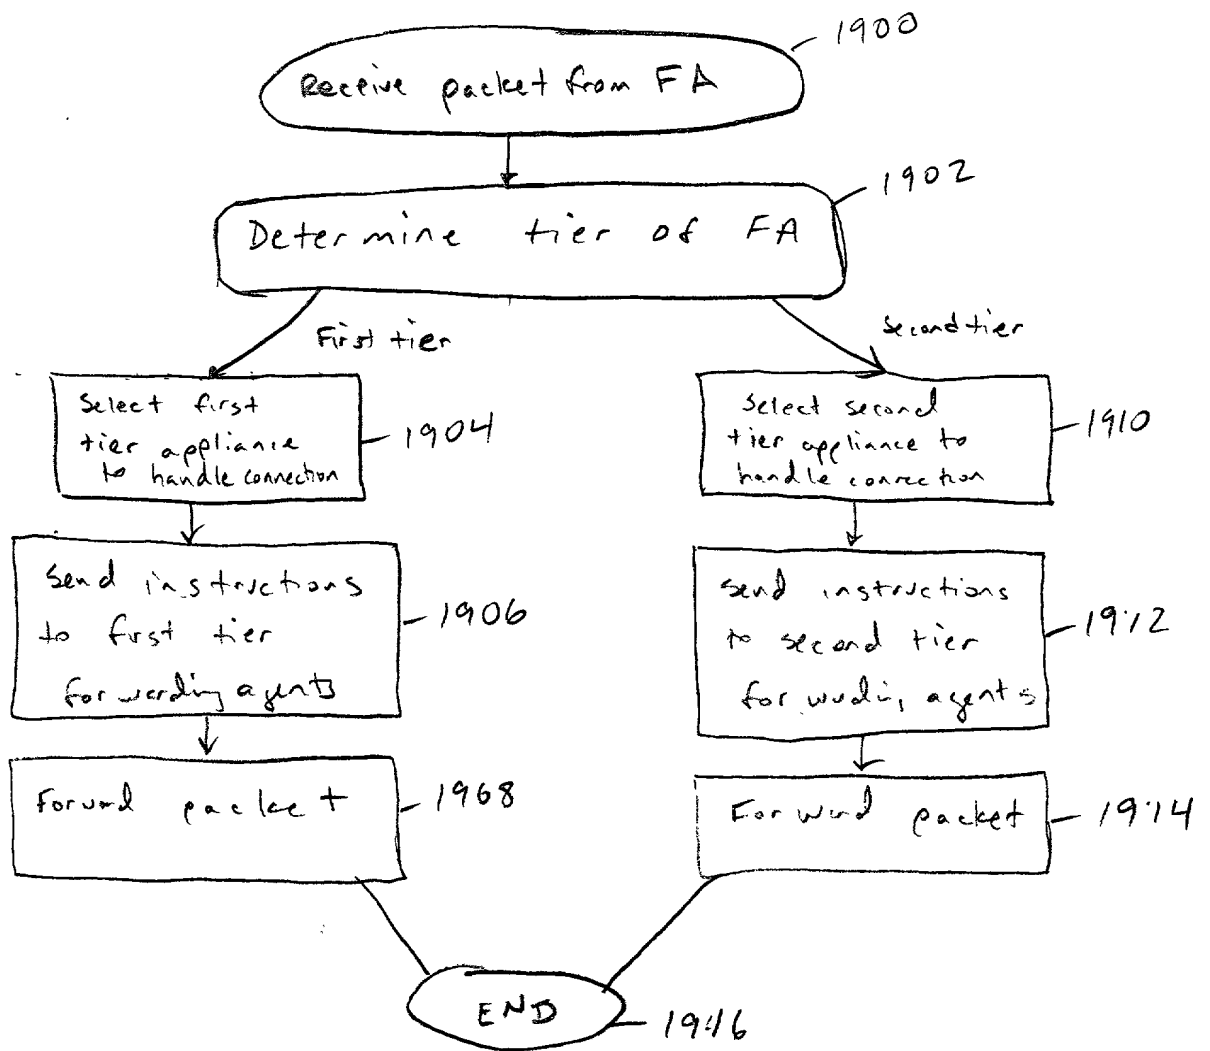 Receive packet from FA
1900
Determine tier of FA
1902
First tier
Second tier
Select first
tier appliance
to handle connection
1904
Select second
tier appliance to
handle connection
1910
Send instructions
to first tier
forwarding agents
1906
Send instructions
to second tier
forwarding agents
1912
Forward packet
1968
Forward packet
1914
END
1916